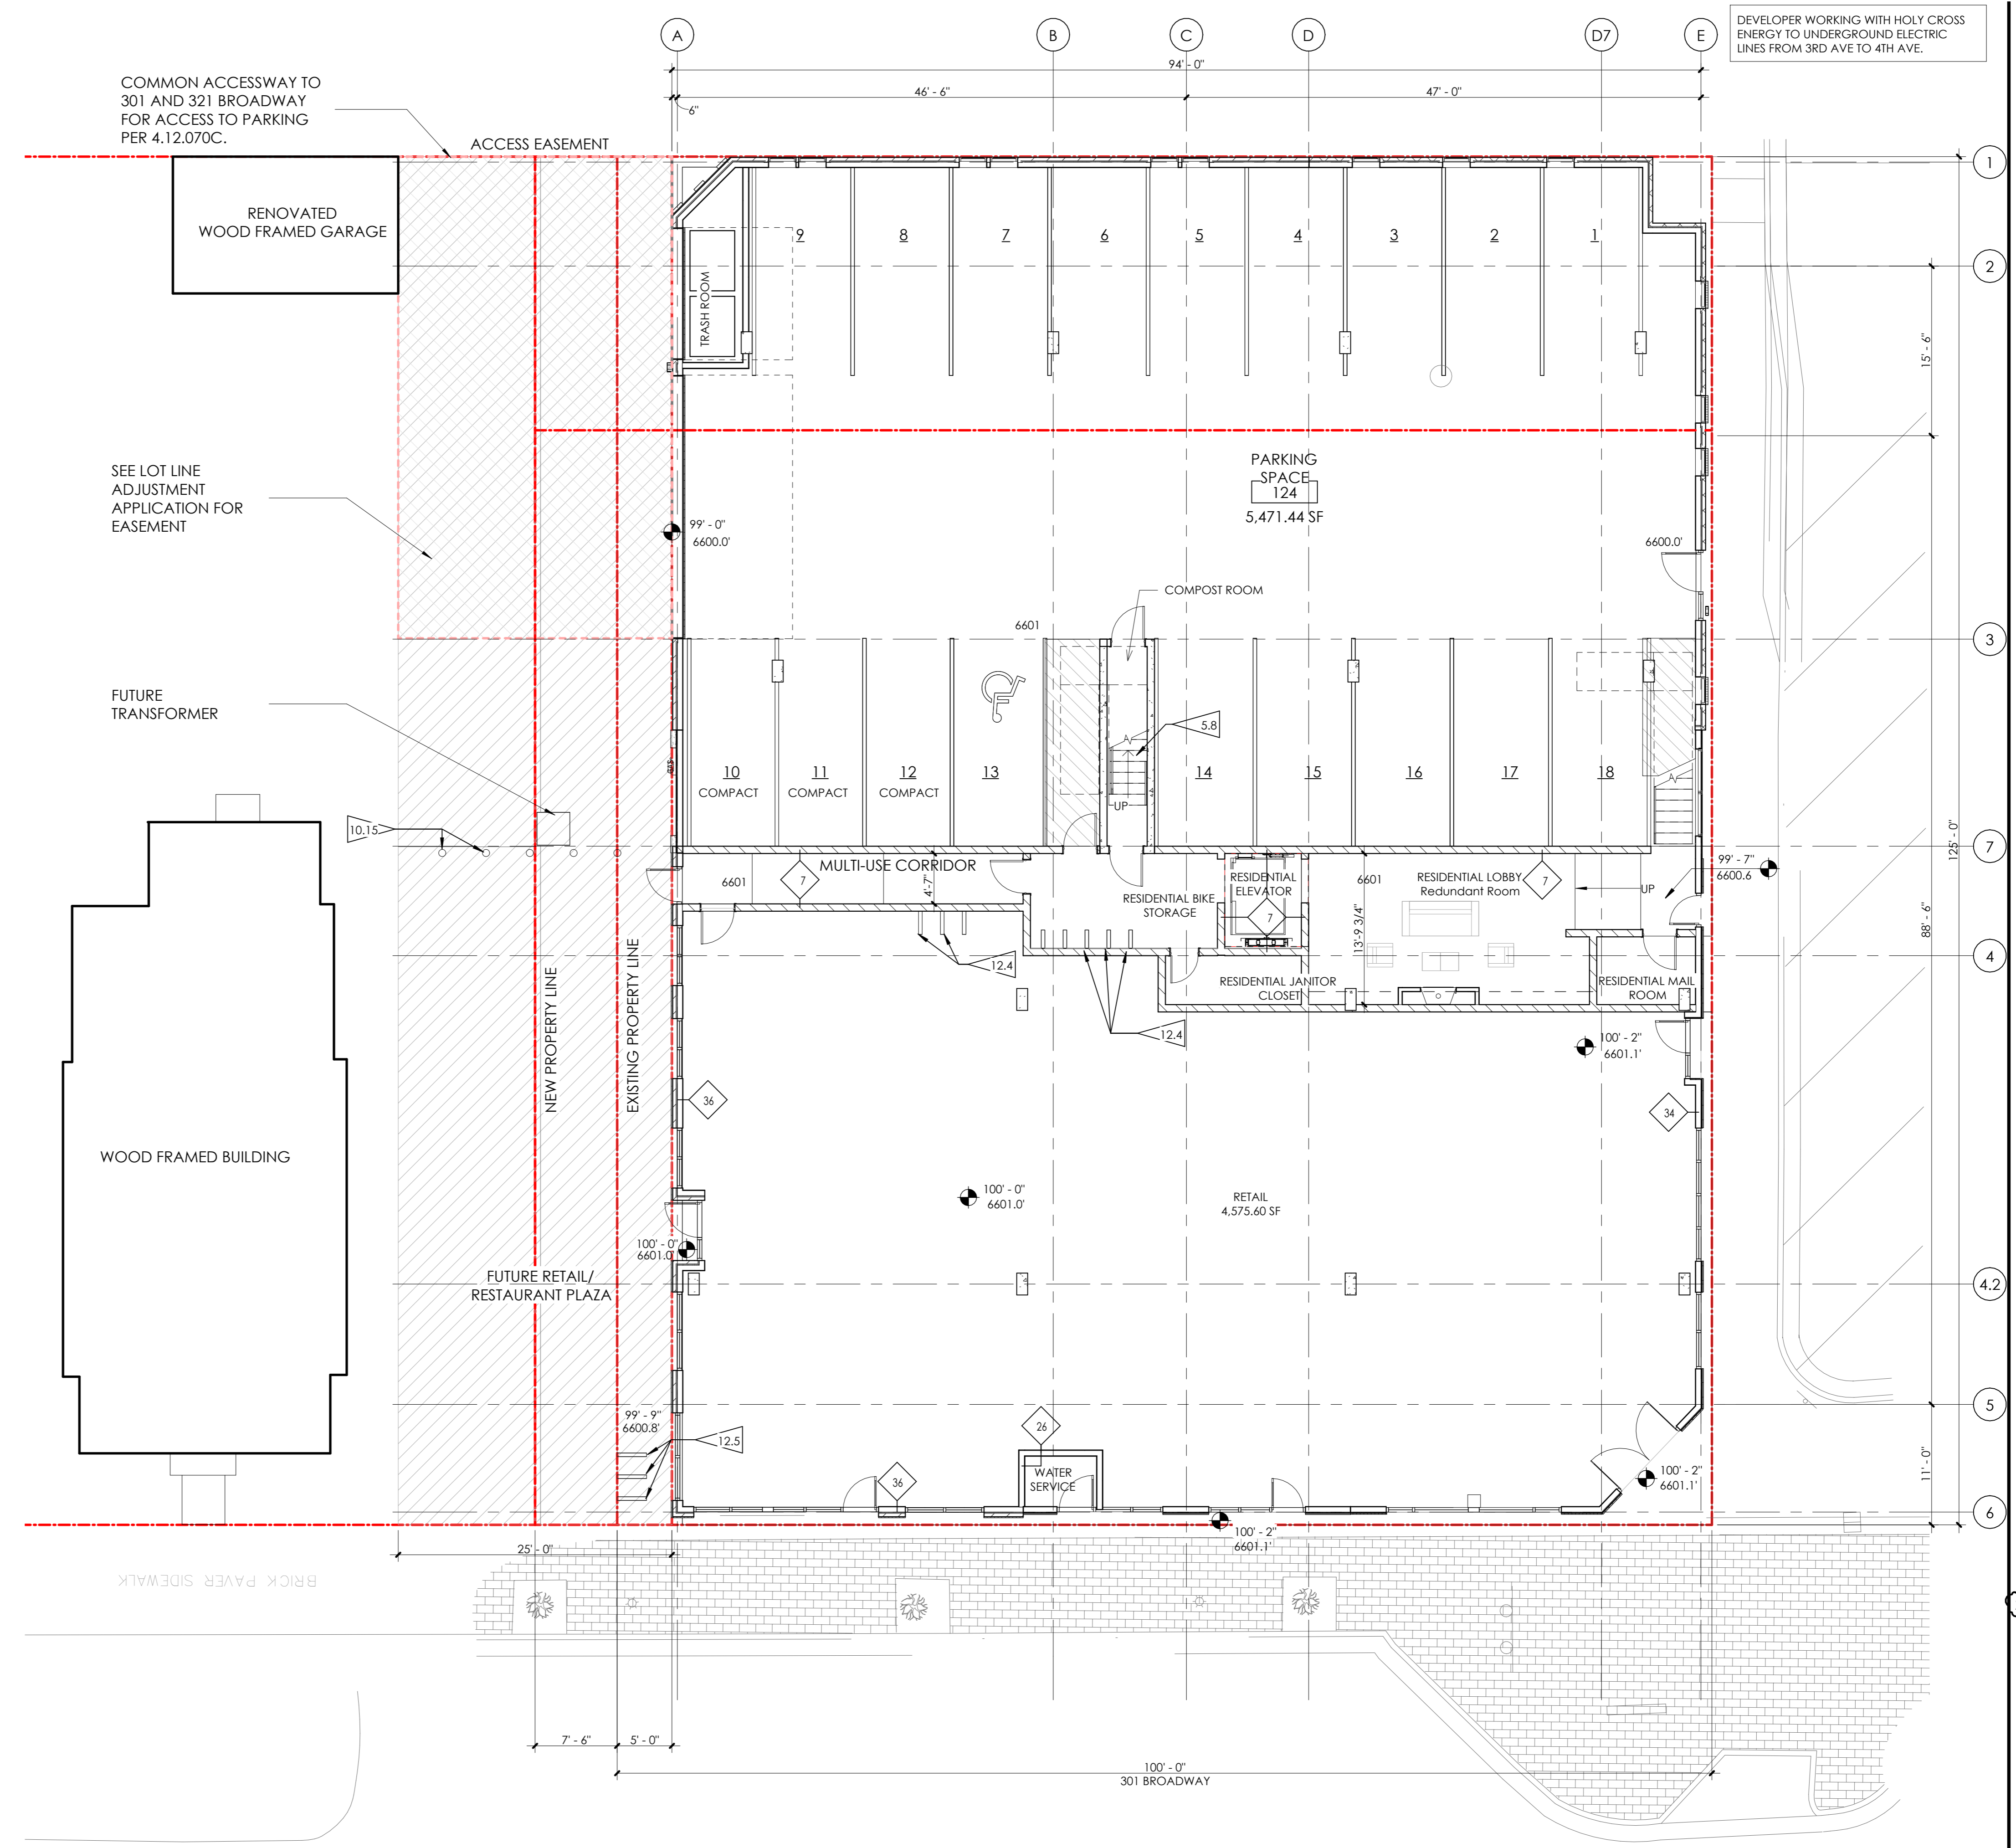 A
B
C
D
D7
E
DEVELOPER WORKING WITH HOLY CROSS
ENERGY TO UNDERGROUND ELECTRIC
LINES FROM 3RD AVE TO 4TH AVE.
94' - 0"
46' - 6"
47' - 0"
6"
COMMON ACCESSWAY TO
301 AND 321 BROADWAY
FOR ACCESS TO PARKING
PER 4.12.070C.
ACCESS EASEMENT
1
RENOVATED
WOOD FRAMED GARAGE
9
8
7
6
5
4
3
2
1
2
TRASH ROOM
15' - 6"
SEE LOT LINE
ADJUSTMENT
APPLICATION FOR
EASEMENT
PARKING
SPACE
124
5,471.44 SF
99' - 0"
6600.0'
6600.0'
COMPOST ROOM
6601
3
FUTURE
TRANSFORMER
5.8
GAS
10
COMPACT
11
COMPACT
12
COMPACT
13
UP
14
15
16
17
18
10.15
125' - 0"
7
MULTI-USE CORRIDOR
6601
7
4'-7"
RESIDENTIAL BIKE
STORAGE
RESIDENTIAL
ELEVATOR
7
6601
13'-9 3/4"
RESIDENTIAL LOBBY
Redundant Room
7
UP
99' - 7"
6600.6
88' - 6"
12.4
4
RESIDENTIAL JANITOR
CLOSET
RESIDENTIAL MAIL
ROOM
12.4
NEW PROPERTY LINE
EXISTING PROPERTY LINE
100' - 2"
6601.1'
36
34
WOOD FRAMED BUILDING
100' - 0"
6601.0'
RETAIL
4,575.60 SF
100' - 0"
6601.0'
FUTURE RETAIL/
RESTAURANT PLAZA
4.2
99' - 9"
6600.8'
12.5
26
5
36
WATER
SERVICE
100' - 2"
6601.1'
11' - 0"
6
100' - 2"
6601.1'
25' - 0"
BRICK PAVER SIDEWALK
7' - 6"
5' - 0"
100' - 0"
301 BROADWAY